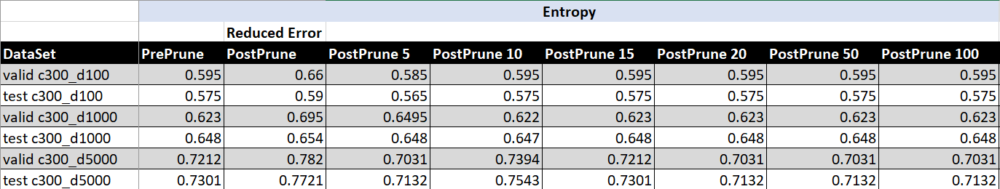 Entropy
Reduced Error
DataSet PrePrune PostPrune PostPrune 5 PostPrune 10 PostPrune 15 PostPrune 20 PostPrune 50 PostPrune 100
valid c300_d100 0.595 0.66 0.585 0.595 0.595 0.595 0.595 0.595
test c300_d100 0.575 0.59 0.565 0.575 0.575 0.575 0.575 0.575
valid c300_d1000 0.623 0.695 0.6495 0.622 0.623 0.623 0.623 0.623
test c300_d1000 0.648 0.654 0.648 0.647 0.648 0.648 0.648 0.648
valid c300_d5000 0.7212 0.782 0.7031 0.7394 0.7212 0.7031 0.7031 0.7031
test c300_d5000 0.7301 0.7721 0.7132 0.7543 0.7301 0.7132 0.7132 0.7132